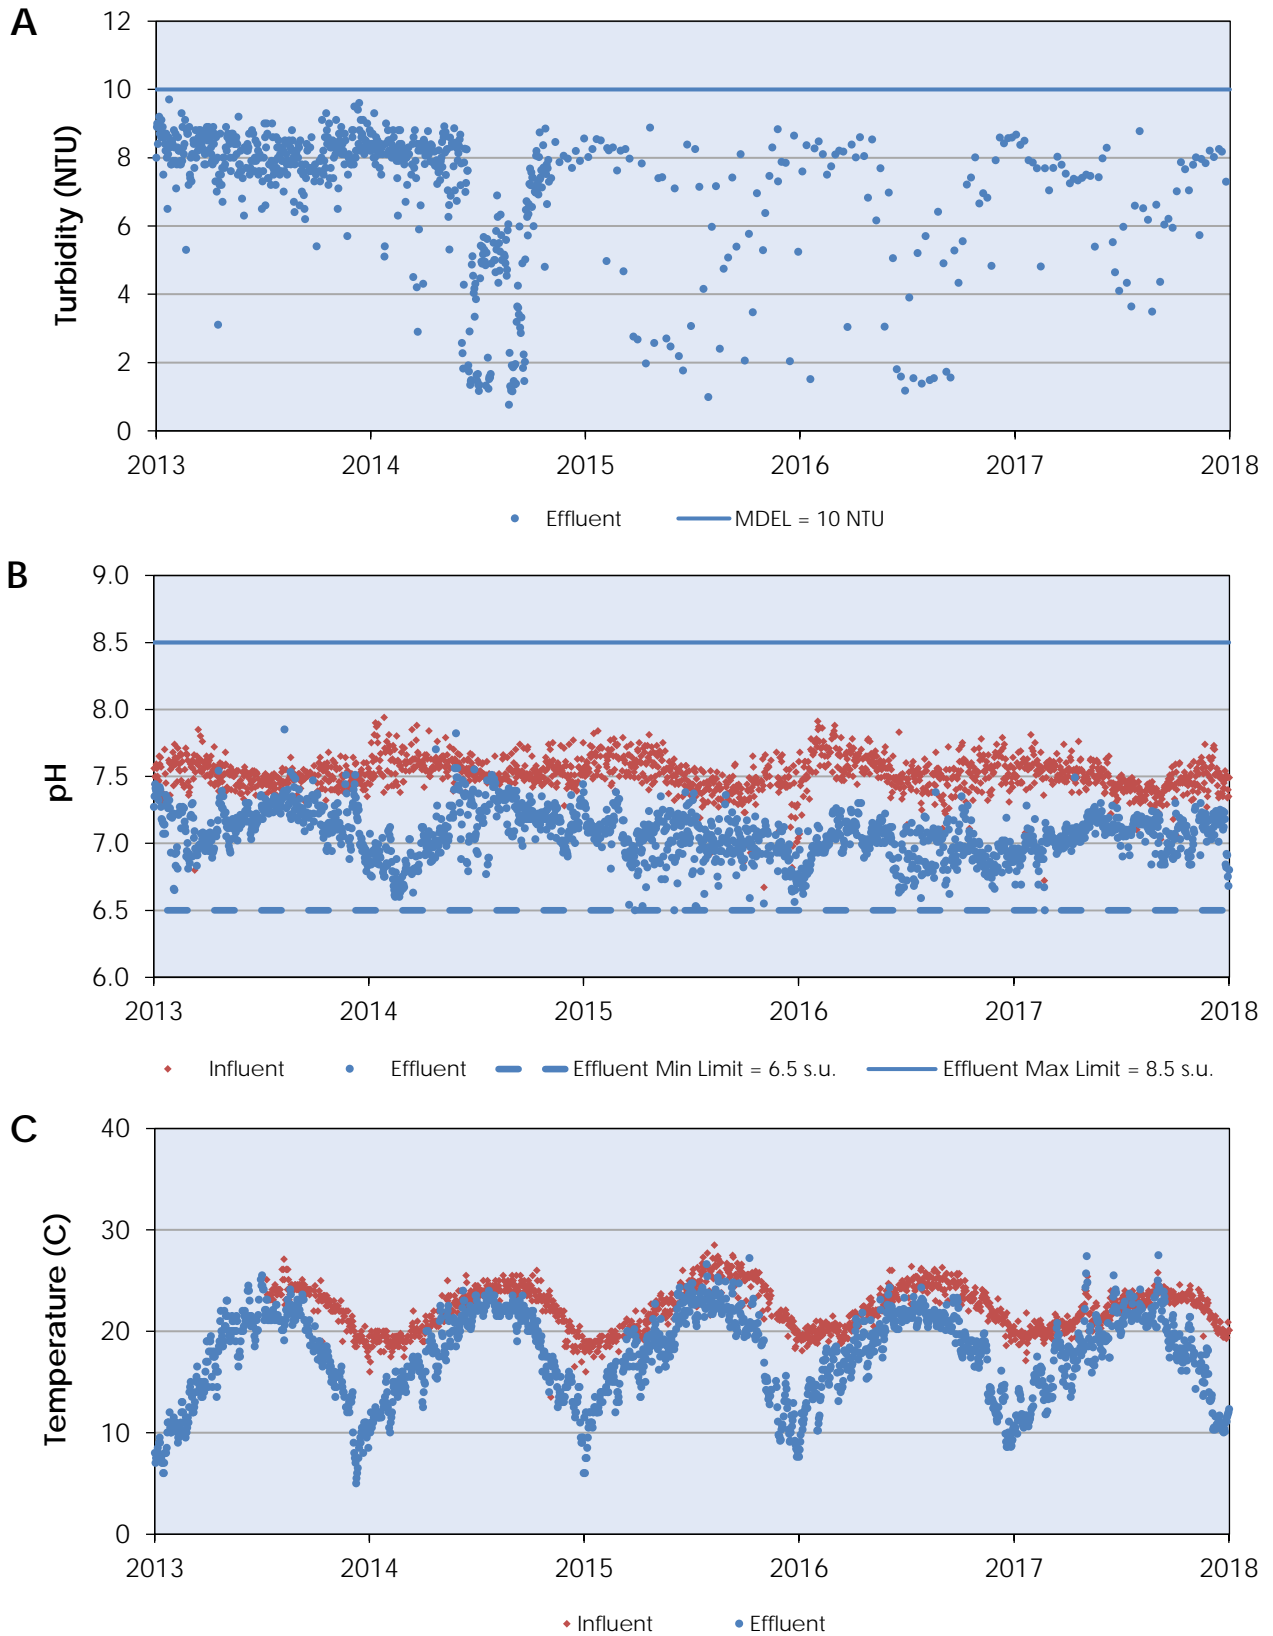 A
Turbidity (NTU)
12
10
8
6
4
2
0
2013 2014 2015 2016 2017 2018
Effluent MDEL = 10 NTU
B
pH
9.0
8.5
8.0
7.5
7.0
6.5
6.0
2013 2014 2015 2016 2017 2018
Influent Effluent Effluent Min Limit = 6.5 s.u. Effluent Max Limit = 8.5 s.u.
C
Temperature (C)
40
30
20
10
0
2013 2014 2015 2016 2017 2018
Influent Effluent